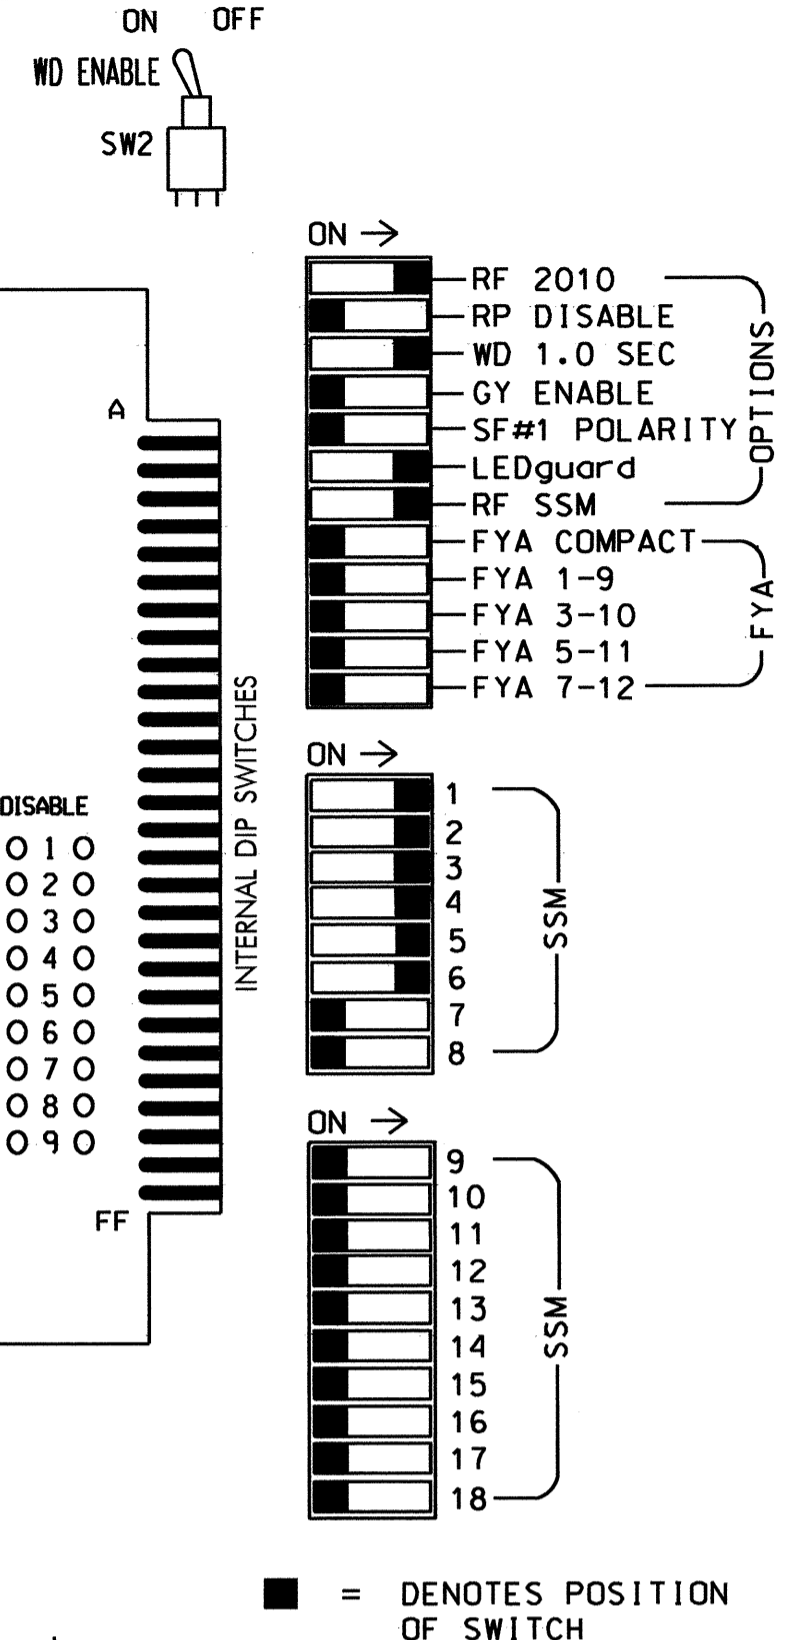 ON OFF
WD ENABLE
SW2
ON →
RF 2010
RP DISABLE
WD 1.0 SEC
GY ENABLE
SF#1 POLARITY
LEDguard
RF SSM
OPTIONS
FYA COMPACT
FYA 1-9
FYA 3-10
FYA 5-11
FYA 7-12
FYA
A
INTERNAL DIP SWITCHES
FF
DISABLE
1
2
3
4
5
6
7
8
9
ON →
1
2
3
4
5
6
7
8
SSM
ON →
9
10
11
12
13
14
15
16
17
18
SSM
= DENOTES POSITION
OF SWITCH